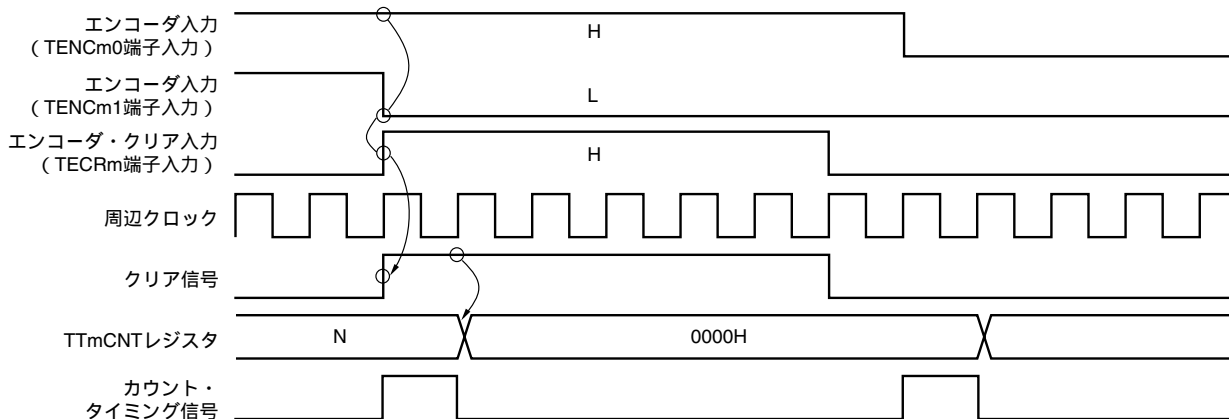 エンコーダ入力
（TENCm0端子入力）
H
エンコーダ入力
（TENCm1端子入力）
L
エンコーダ・クリア入力
（TECRm端子入力）
H
周辺クロック
クリア信号
TTmCNTレジスタ
N
0000H
カウント・
タイミング信号